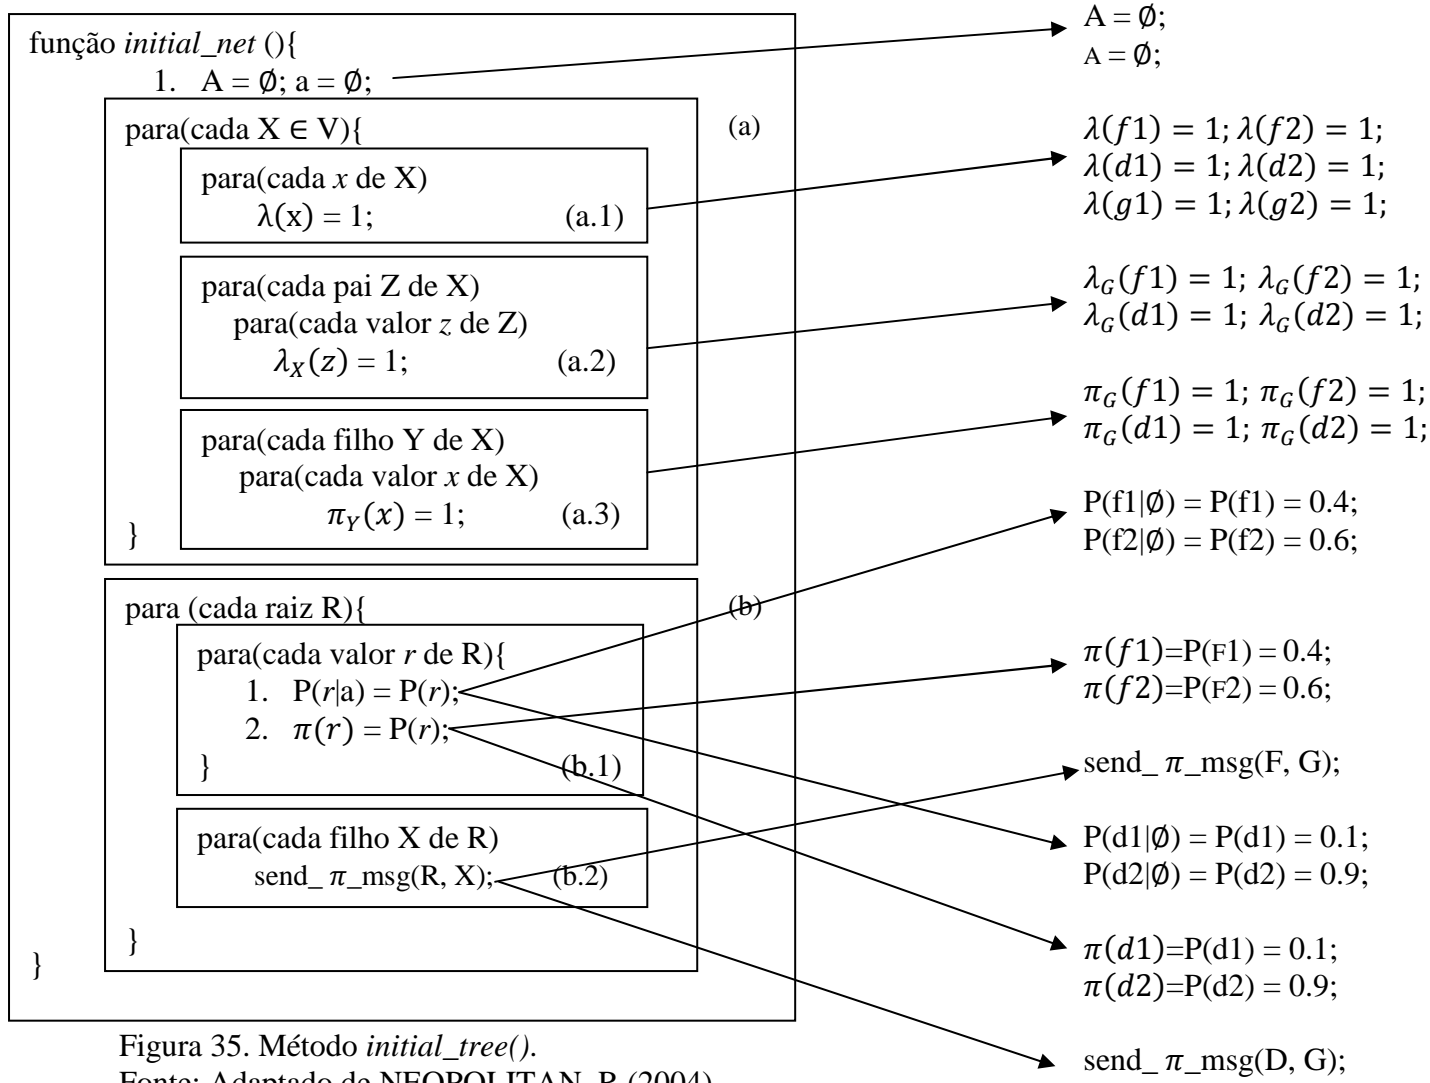 função initial_net (){
1. A = ∅; a = ∅;
para(cada X ∈ V){
(a)
para(cada x de X)
λ(x) = 1; (a.1)
para(cada pai Z de X)
para(cada valor z de Z)
λ_X(z) = 1; (a.2)
para(cada filho Y de X)
para(cada valor x de X)
π_Y(x) = 1; (a.3)
}
para (cada raiz R){
(b)
para(cada valor r de R){
1. P(r|a) = P(r);
2. π(r) = P(r);
} (b.1)
para(cada filho X de R)
send_ π_msg(R, X); (b.2)
}
}
A = ∅;
A = ∅;
λ(f1) = 1; λ(f2) = 1;
λ(d1) = 1; λ(d2) = 1;
λ(g1) = 1; λ(g2) = 1;
λ_G(f1) = 1; λ_G(f2) = 1;
λ_G(d1) = 1; λ_G(d2) = 1;
π_G(f1) = 1; π_G(f2) = 1;
π_G(d1) = 1; π_G(d2) = 1;
P(f1|∅) = P(f1) = 0.4;
P(f2|∅) = P(f2) = 0.6;
π(f1)=P(F1) = 0.4;
π(f2)=P(F2) = 0.6;
send_ π_msg(F, G);
P(d1|∅) = P(d1) = 0.1;
P(d2|∅) = P(d2) = 0.9;
π(d1)=P(d1) = 0.1;
π(d2)=P(d2) = 0.9;
send_ π_msg(D, G);
Figura 35. Método initial_tree().
Fonte: Adaptado de NEOPOLITAN, R (2004)